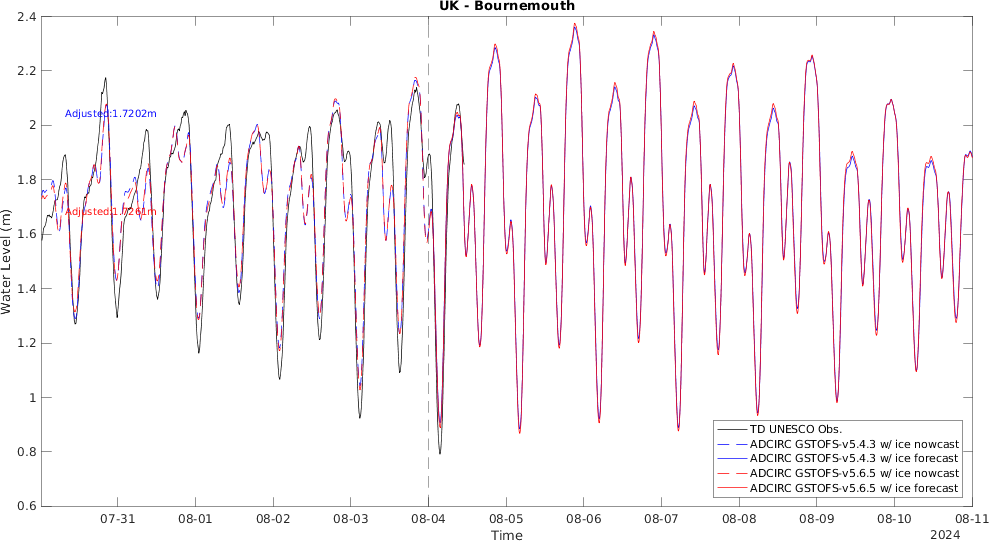 UK - Bournemouth
2.4
2.2
2
1.8
1.6
1.4
1.2
1
0.8
0.6
Water Level (m)
Adjusted:1.7202m
Adjusted:1.7261m
TD UNESCO Obs.
ADCIRC GSTOFS-v5.4.3 w/ ice nowcast
ADCIRC GSTOFS-v5.4.3 w/ ice forecast
ADCIRC GSTOFS-v5.6.5 w/ ice nowcast
ADCIRC GSTOFS-v5.6.5 w/ ice forecast
07-31 08-01 08-02 08-03 08-04 08-05 08-06 08-07 08-08 08-09 08-10 08-11
Time
2024